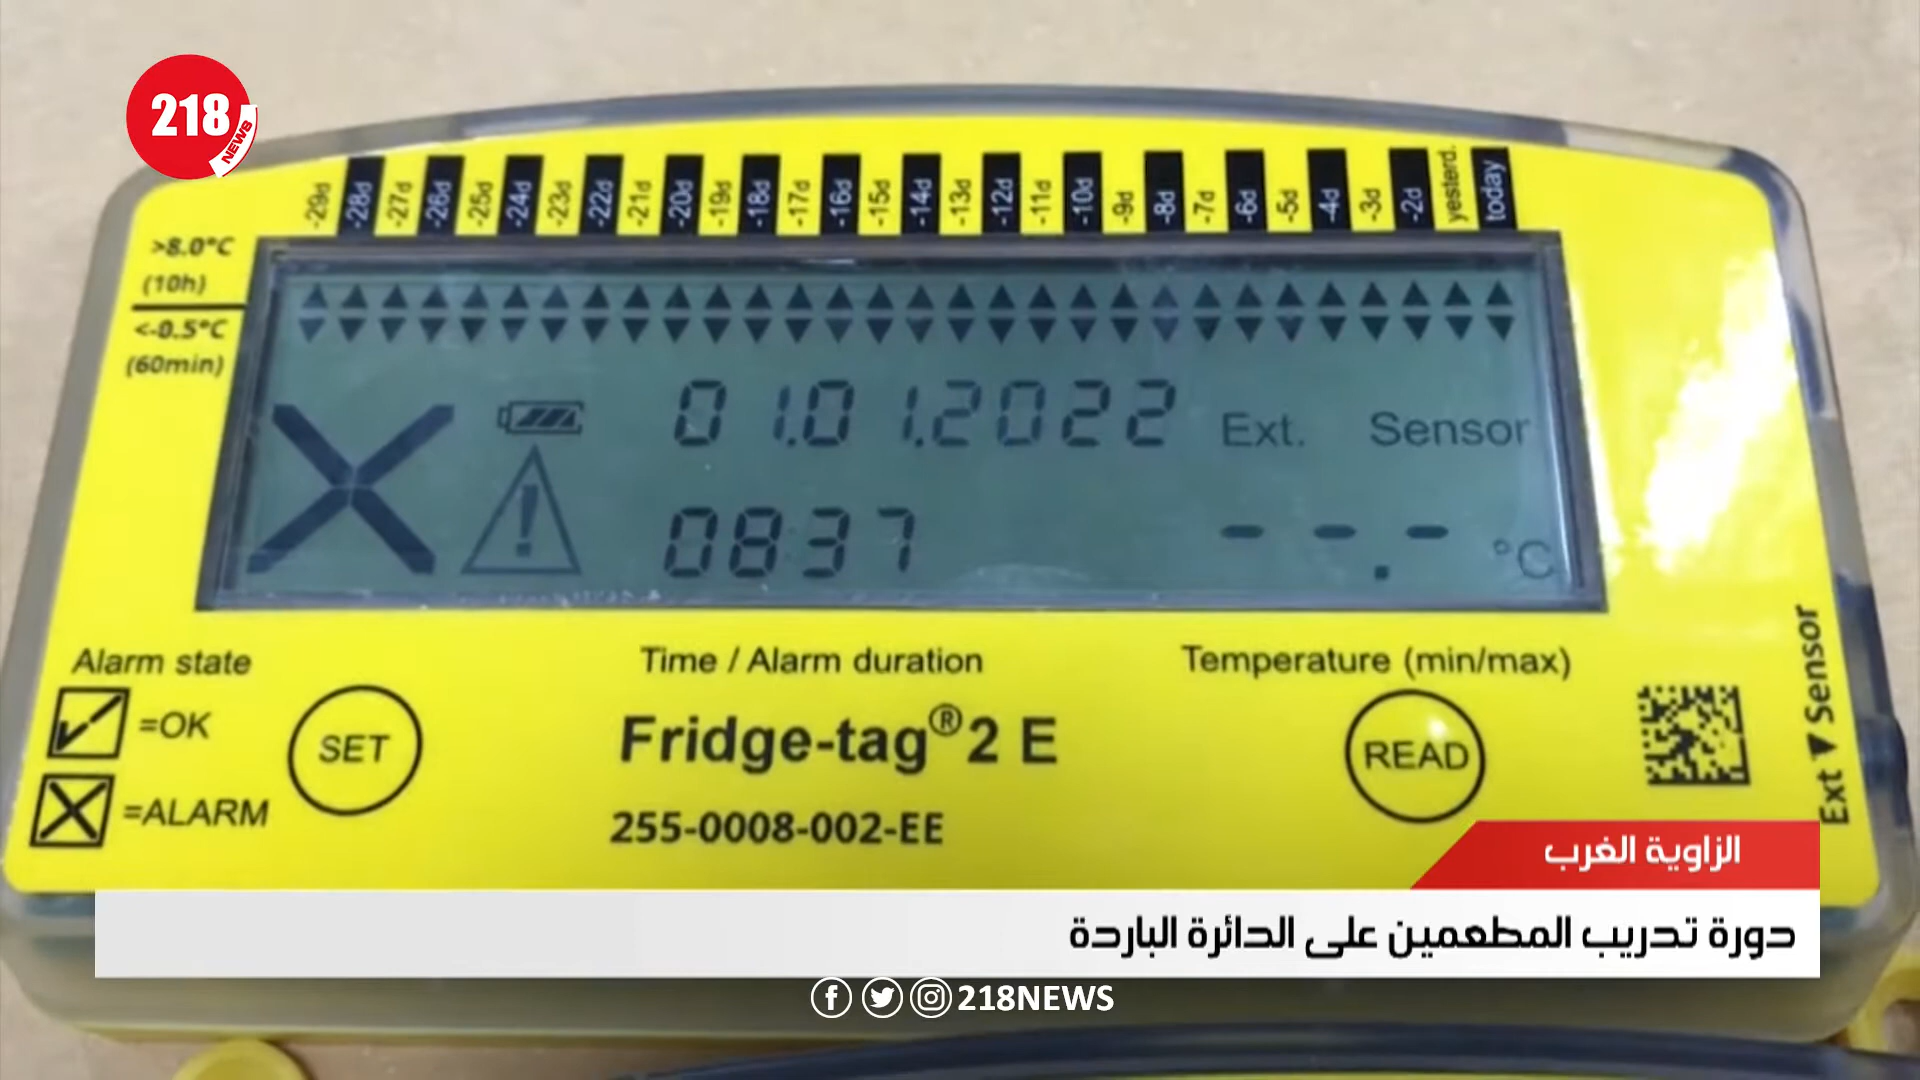 218
NEWS
-29d -28d -27d -26d -25d -24d -23d -22d -21d -20d -19d -18d -17d -16d -15d -14d -13d -12d -11d -10d -9d -8d -7d -6d -5d -4d -3d -2d yesterd. today
>8.0°C
(10h)
<-0.5°C
(60min)
01.01.2022
Ext. Sensor
08:37
--.- °C
Alarm state
=OK
=ALARM
SET
Time / Alarm duration
Fridge-tag® 2 E
255-0008-002-EE
Temperature (min/max)
READ
Ext ▼ Sensor
الزاوية الغرب
دورة تدريب المطعمين على الدائرة الباردة
218NEWS